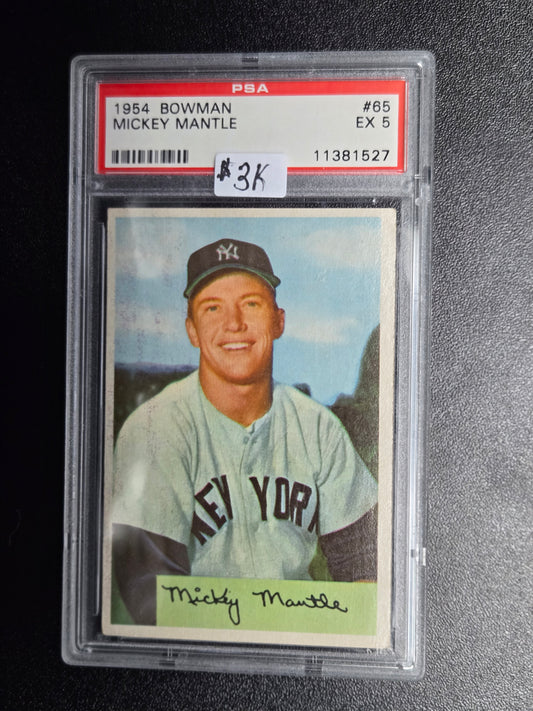 PSA
1954 BOWMAN #65
MICKEY MANTLE EX 5
11381527
$3K
NY
NEW YORK
Mickey Mantle